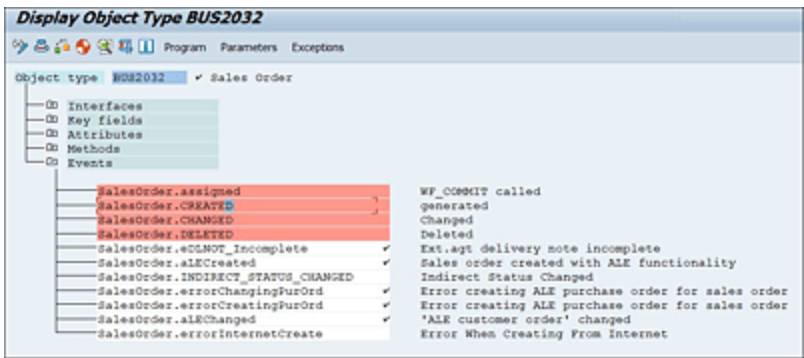 Display Object Type BUS2032
Program Parameters Exceptions
Object type BUS2032 ✔ Sales Order
Interfaces
Key fields
Attributes
Methods
Events
SalesOrder.assigned WF_COMMIT called
SalesOrder.CREATED generated
SalesOrder.CHANGED Changed
SalesOrder.DELETED Deleted
SalesOrder.eDLNOT_Incomplete ✔ Ext.agt delivery note incomplete
SalesOrder.aLECreated ✔ Sales order created with ALE functionality
SalesOrder.INDIRECT_STATUS_CHANGED Indirect Status Changed
SalesOrder.errorChangingPurOrd ✔ Error creating ALE purchase order for sales order
SalesOrder.errorCreatingPurOrd ✔ Error creating ALE purchase order for sales order
SalesOrder.aLEChanged ✔ "ALE customer order' changed
SalesOrder.errorInternetCreate Error When Creating From Internet